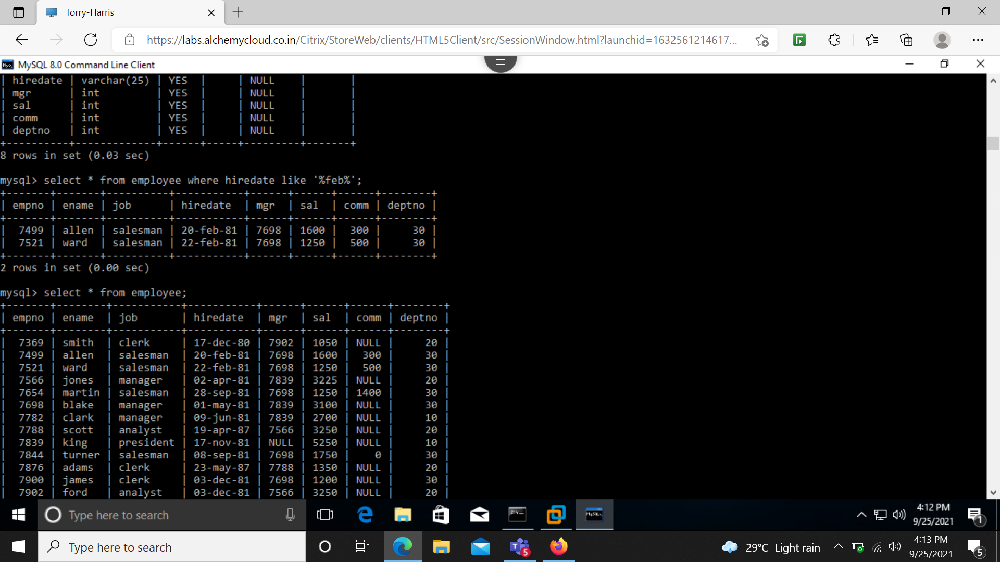 Torry-Harris
https://labs.alchemycloud.co.in/Citrix/StoreWeb/clients/HTML5Client/src/SessionWindow.html?launchid=1632561214617...
MySQL 8.0 Command Line Client
| hiredate | varchar(25) | YES | | NULL | |
| mgr | int | YES | | NULL | |
| sal | int | YES | | NULL | |
| comm | int | YES | | NULL | |
| deptno | int | YES | | NULL | |
+----------+-------------+------+-----+---------+-------+
8 rows in set (0.03 sec)
mysql> select * from employee where hiredate like '%feb%';
+-------+-------+----------+-----------+------+------+------+--------+
| empno | ename | job | hiredate | mgr | sal | comm | deptno |
+-------+-------+----------+-----------+------+------+------+--------+
| 7499 | allen | salesman | 20-feb-81 | 7698 | 1600 | 300 | 30 |
| 7521 | ward | salesman | 22-feb-81 | 7698 | 1250 | 500 | 30 |
+-------+-------+----------+-----------+------+------+------+--------+
2 rows in set (0.00 sec)
mysql> select * from employee;
+-------+--------+-----------+-----------+------+------+------+--------+
| empno | ename | job | hiredate | mgr | sal | comm | deptno |
+-------+--------+-----------+-----------+------+------+------+--------+
| 7369 | smith | clerk | 17-dec-80 | 7902 | 1050 | NULL | 20 |
| 7499 | allen | salesman | 20-feb-81 | 7698 | 1600 | 300 | 30 |
| 7521 | ward | salesman | 22-feb-81 | 7698 | 1250 | 500 | 30 |
| 7566 | jones | manager | 02-apr-81 | 7839 | 3225 | NULL | 20 |
| 7654 | martin | salesman | 28-sep-81 | 7698 | 1250 | 1400 | 30 |
| 7698 | blake | manager | 01-may-81 | 7839 | 3100 | NULL | 30 |
| 7782 | clark | manager | 09-jun-81 | 7839 | 2700 | NULL | 10 |
| 7788 | scott | analyst | 19-apr-87 | 7566 | 3250 | NULL | 20 |
| 7839 | king | president | 17-nov-81 | NULL | 5250 | NULL | 10 |
| 7844 | turner | salesman | 08-sep-81 | 7698 | 1750 | 0 | 30 |
| 7876 | adams | clerk | 23-may-87 | 7788 | 1350 | NULL | 20 |
| 7900 | james | clerk | 03-dec-81 | 7698 | 1200 | NULL | 30 |
| 7902 | ford | analyst | 03-dec-81 | 7566 | 3250 | NULL | 20 |
Type here to search
4:12 PM
9/25/2021
1
Type here to search
5
29°C Light rain
4:13 PM
9/25/2021
5